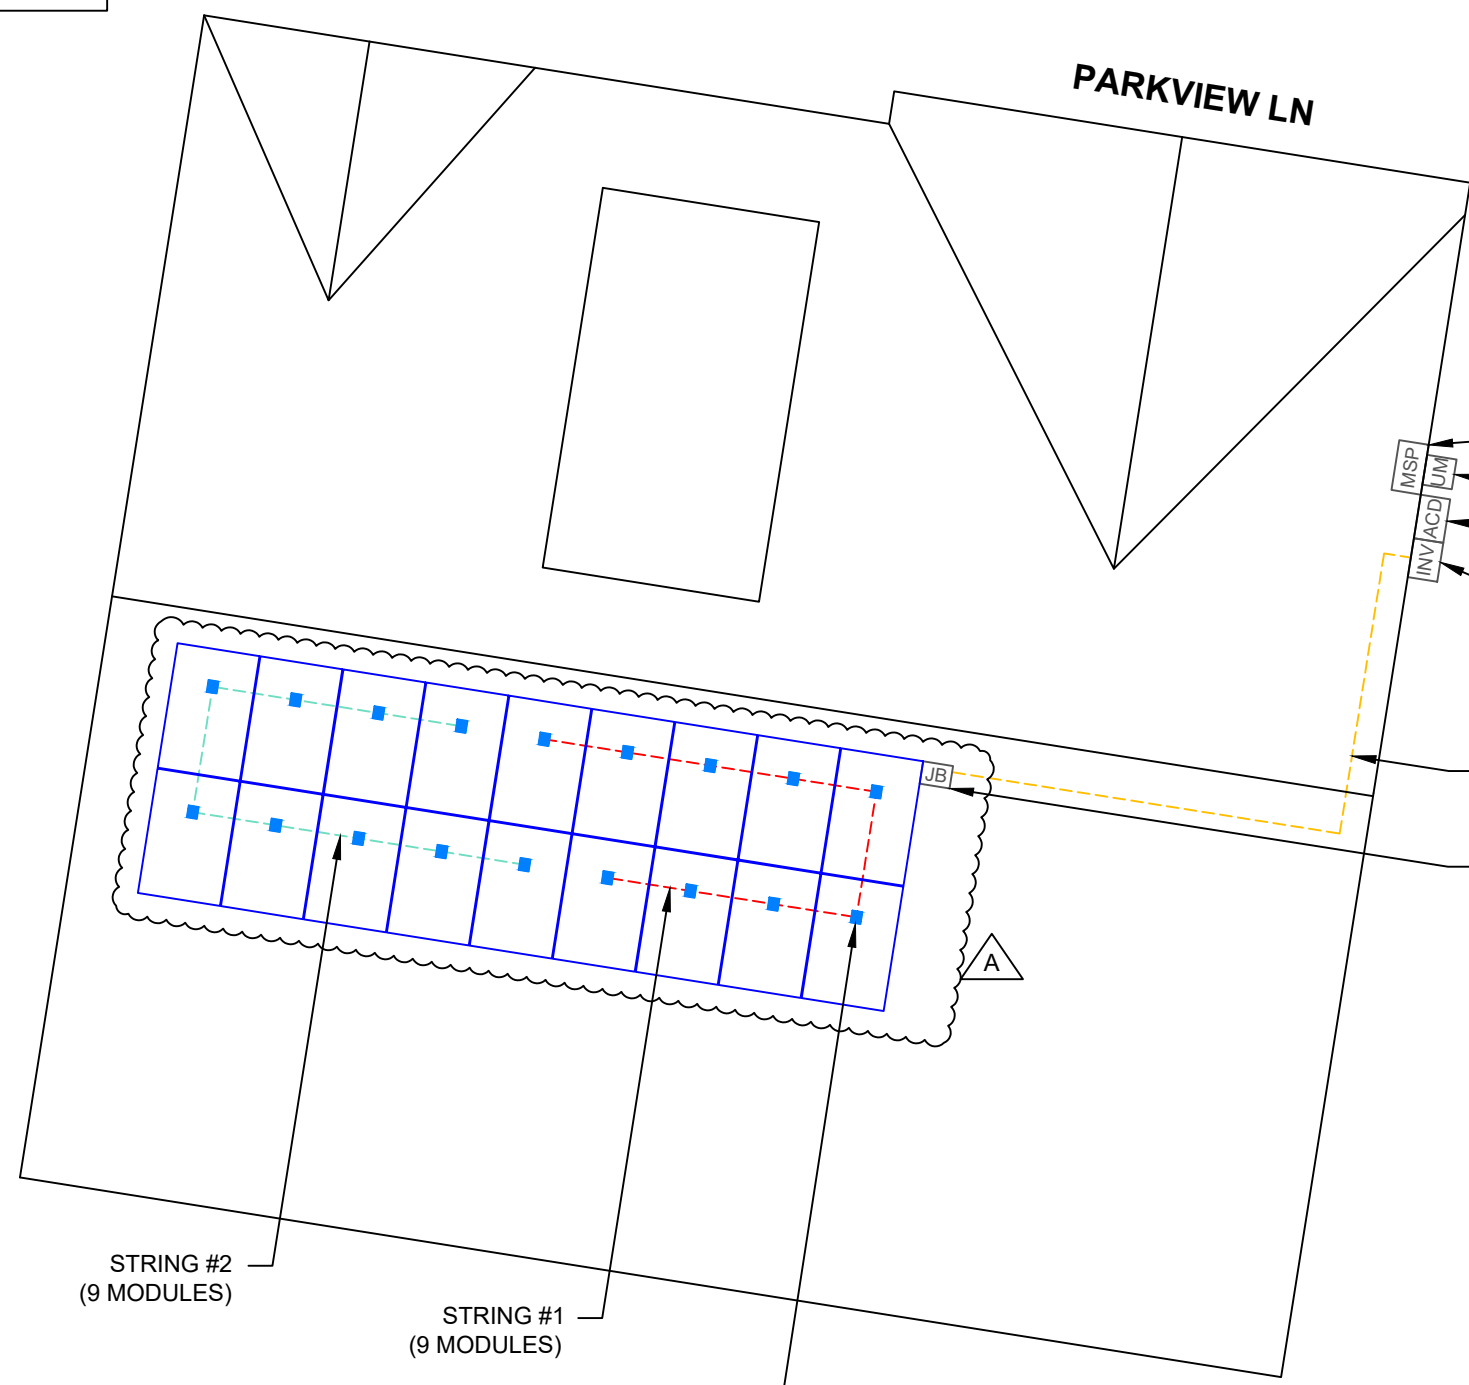 PARKVIEW LN
MSP
UM
ACD
INV
JB
A
STRING #2
(9 MODULES)
STRING #1
(9 MODULES)